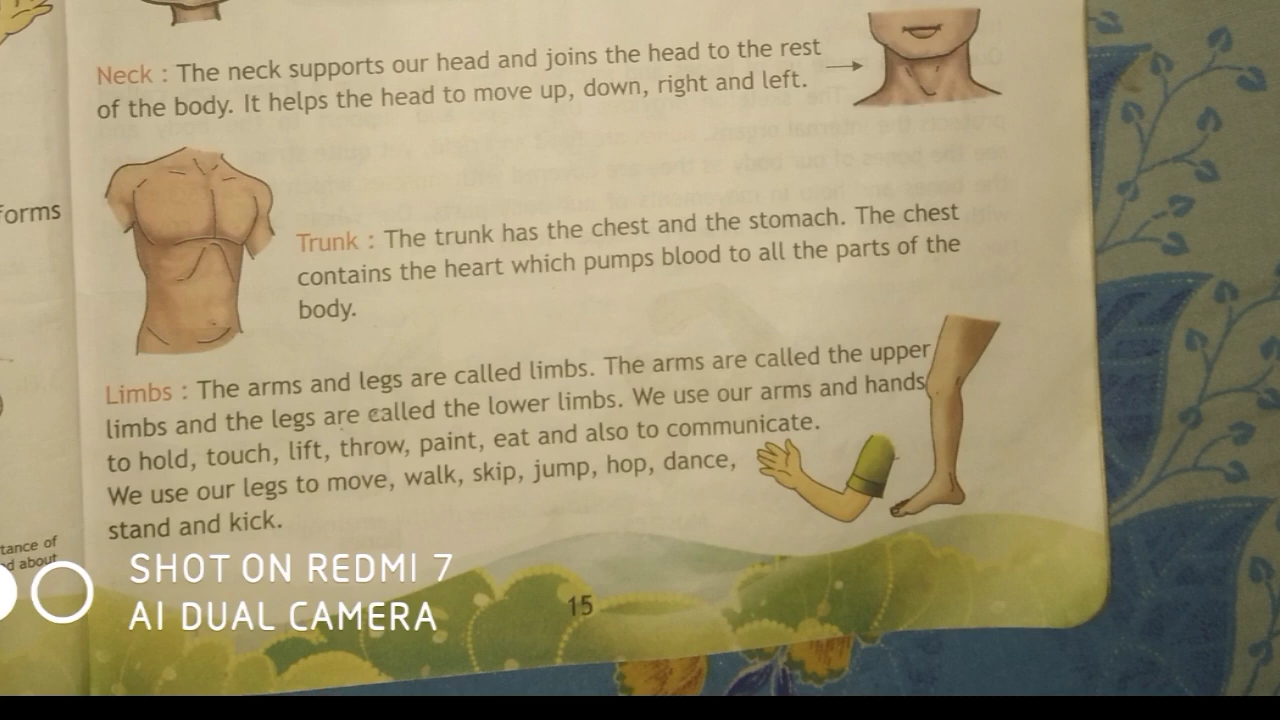 Neck : The neck supports our head and joins the head to the rest
of the body. It helps the head to move up, down, right and left.
forms
Trunk : The trunk has the chest and the stomach. The chest
contains the heart which pumps blood to all the parts of the
body.
Limbs : The arms and legs are called limbs. The arms are called the upper
limbs and the legs are called the lower limbs. We use our arms and hands
to hold, touch, lift, throw, paint, eat and also to communicate.
We use our legs to move, walk, skip, jump, hop, dance,
stand and kick.
tance of
d about
SHOT ON REDMI 7
AI DUAL CAMERA
15